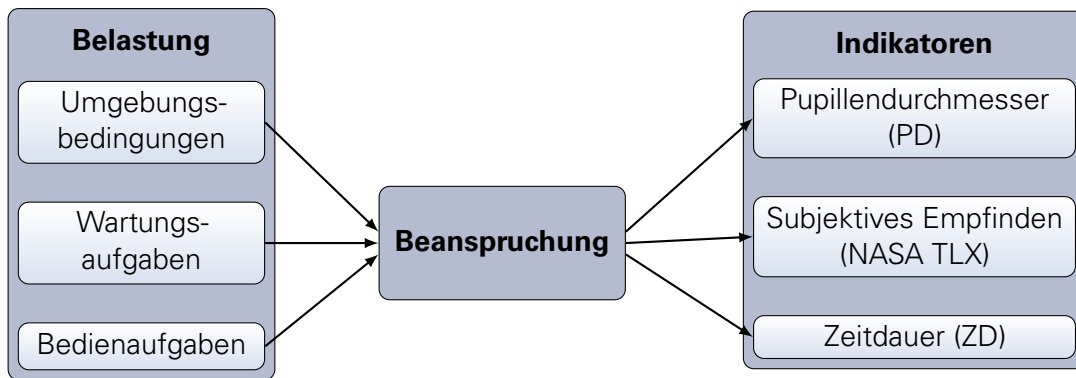 Belastung
Umgebungs-
bedingungen
Wartungs-
aufgaben
Bedienaufgaben
Beanspruchung
Indikatoren
Pupillendurchmesser
(PD)
Subjektives Empfinden
(NASA TLX)
Zeitdauer (ZD)